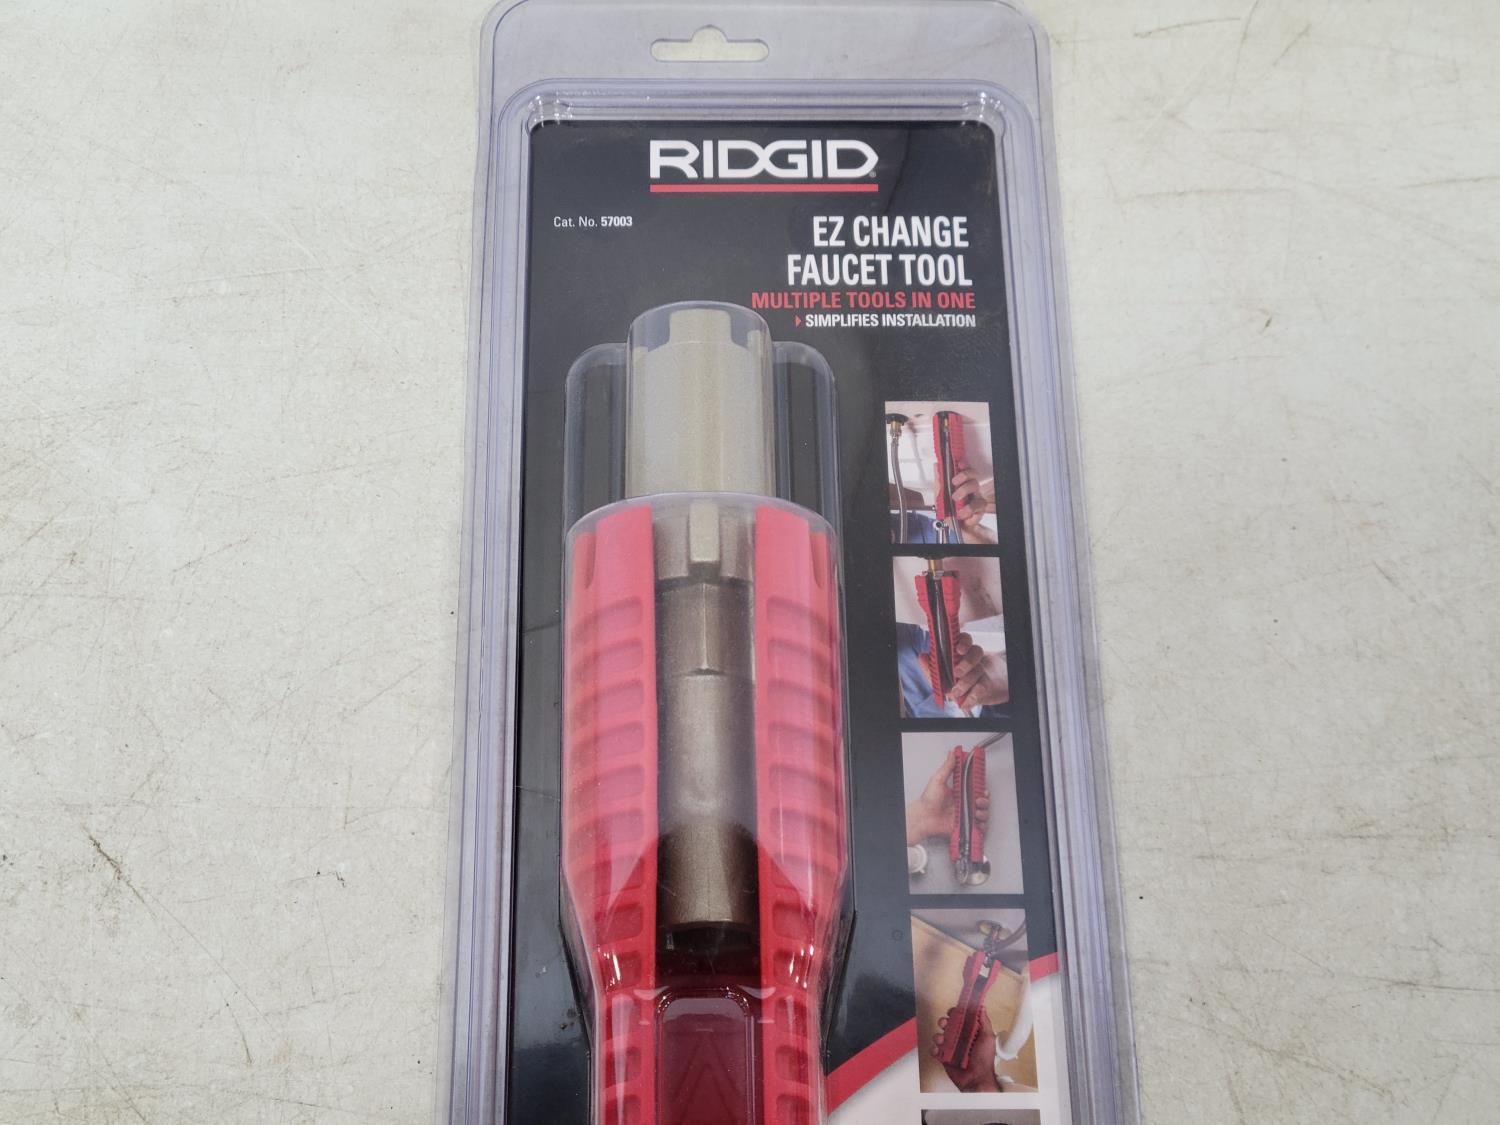 RIDGID
Cat. No. 57003
EZ CHANGE
FAUCET TOOL
MULTIPLE TOOLS IN ONE
SIMPLIFIES INSTALLATION